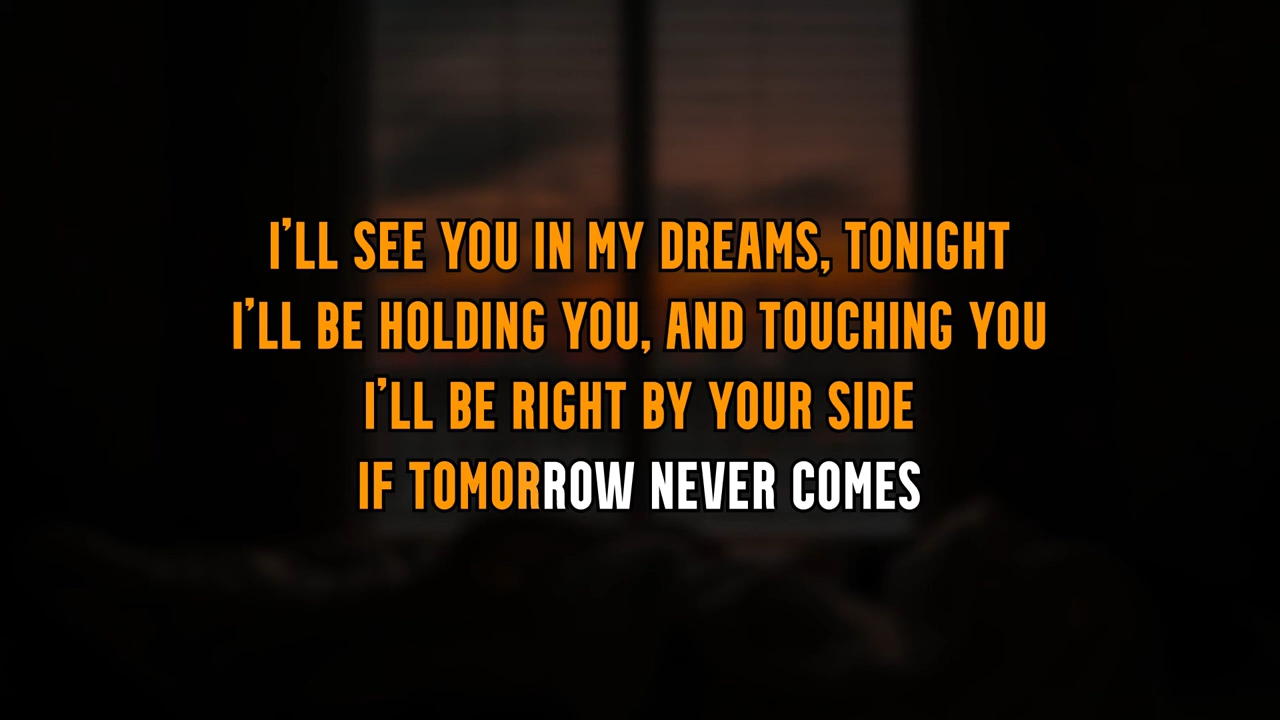 I'LL SEE YOU IN MY DREAMS, TONIGHT
I'LL BE HOLDING YOU, AND TOUCHING YOU
I'LL BE RIGHT BY YOUR SIDE
IF TOMORROW NEVER COMES